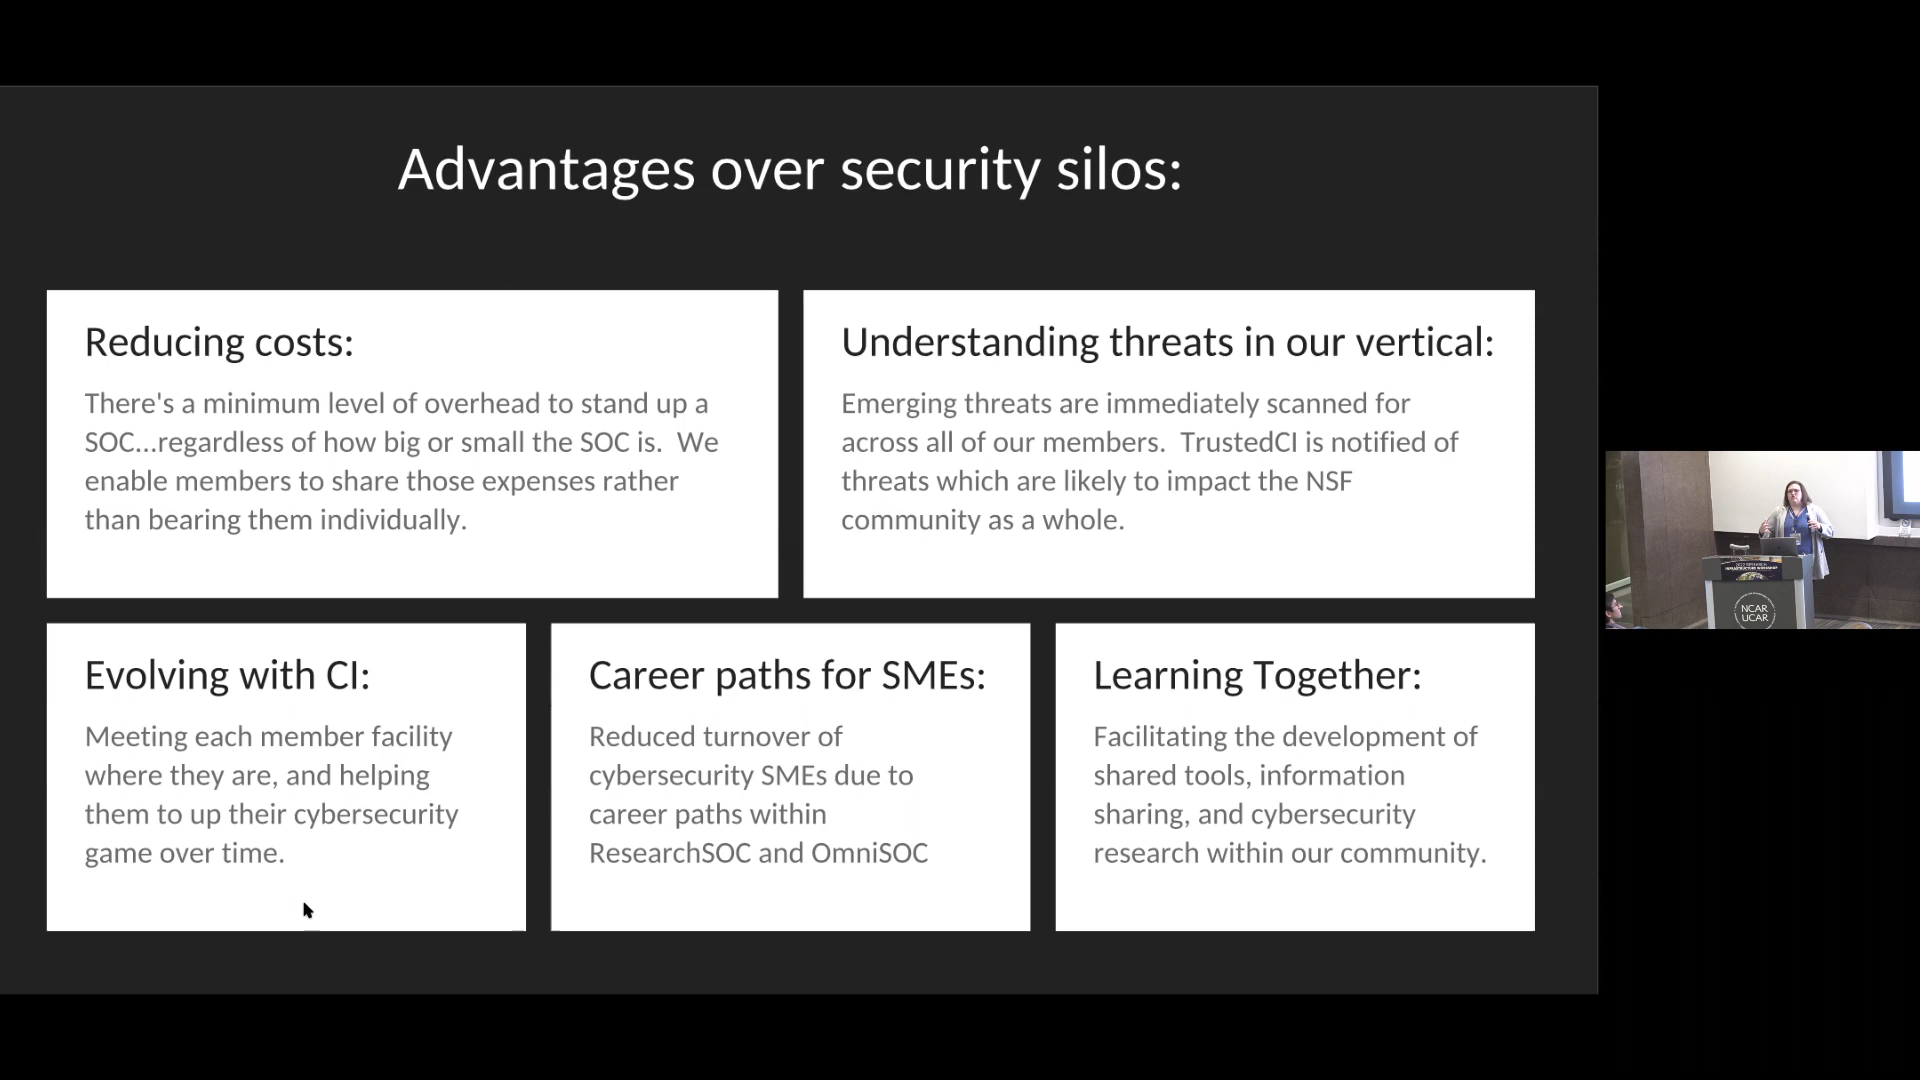 Advantages over security silos:
Reducing costs:
There's a minimum level of overhead to stand up a
SOC...regardless of how big or small the SOC is.  We
enable members to share those expenses rather
than bearing them individually.
Understanding threats in our vertical:
Emerging threats are immediately scanned for
across all of our members.  TrustedCI is notified of
threats which are likely to impact the NSF
community as a whole.
Evolving with CI:
Meeting each member facility
where they are, and helping
them to up their cybersecurity
game over time.
Career paths for SMEs:
Reduced turnover of
cybersecurity SMEs due to
career paths within
ResearchSOC and OmniSOC
Learning Together:
Facilitating the development of
shared tools, information
sharing, and cybersecurity
research within our community.
2022 RESEARCH
INFRASTRUCTURE WORKSHOP
NCAR
UCAR